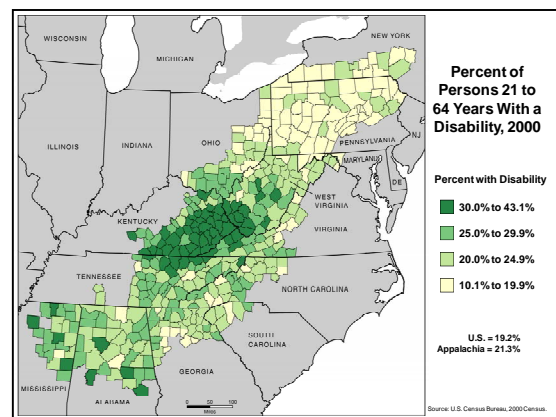 Percent of
Persons 21 to
64 Years With a
Disability, 2000
Percent with Disability
30.0% to 43.1%
25.0% to 29.9%
20.0% to 24.9%
10.1% to 19.9%
U.S. = 19.2%
Appalachia = 21.3%
Source: U.S. Census Bureau, 2000 Census.
WISCONSIN
MICHIGAN
NEW YORK
ILLINOIS
INDIANA
OHIO
PENNSYLVANIA
NJ
MARYLAND
DE
WEST
VIRGINIA
VIRGINIA
KENTUCKY
TENNESSEE
NORTH CAROLINA
SOUTH
CAROLINA
GEORGIA
MISSISSIPPI
ALABAMA
0 50 100
Miles